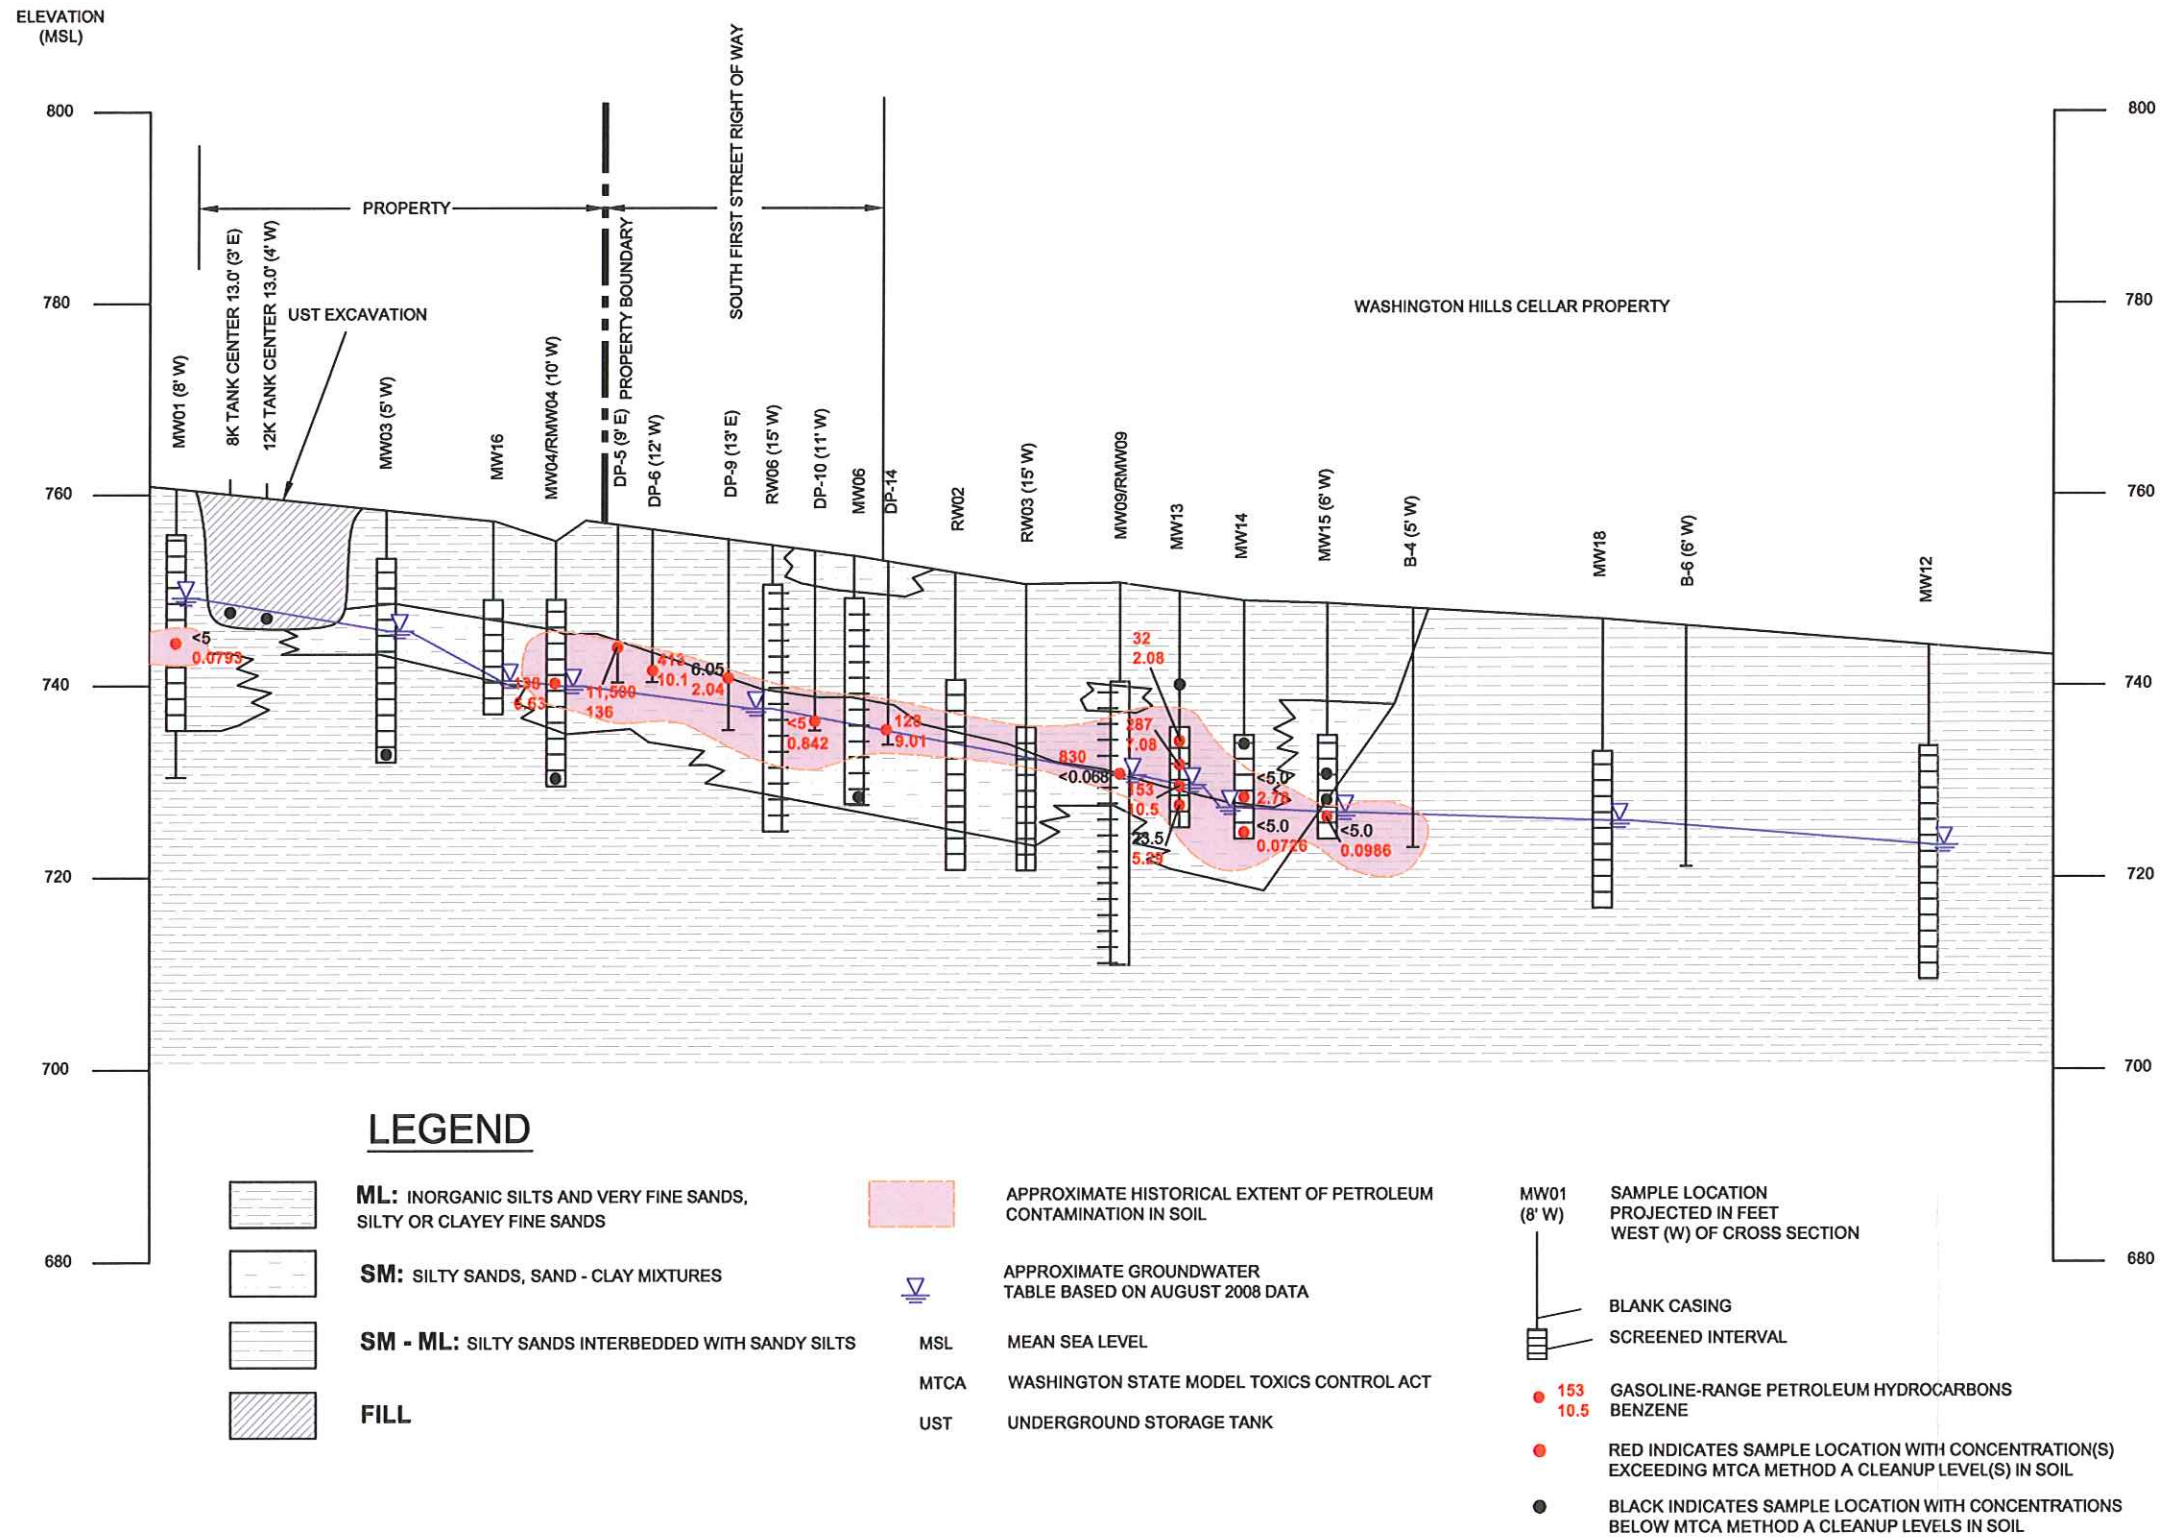 ELEVATION
(MSL)
800
780
760
740
720
700
680
800
780
760
740
720
700
680
PROPERTY
PROPERTY BOUNDARY
SOUTH FIRST STREET RIGHT OF WAY
WASHINGTON HILLS CELLAR PROPERTY
UST EXCAVATION
MW01 (8' W)
8K TANK CENTER 13.0' (3' E)
12K TANK CENTER 13.0' (4' W)
MW03 (5' W)
MW16
MW04/RMW04 (10' W)
DP-5 (9' E)
DP-6 (12' W)
DP-9 (13' E)
RW06 (15' W)
DP-10 (11' W)
MW06
DP-14
RW02
RW03 (15' W)
MW09/RMW09
MW13
MW14
MW15 (6' W)
B-4 (5' W)
MW18
B-6 (6' W)
MW12
<5
0.0793
138
6.63
11,500
136
413
10.1
6.05
2.04
<5
0.842
128
9.01
830
<0.068
32
2.08
287
7.08
153
10.5
23.5
5.29
<5.0
2.78
<5.0
0.0726
<5.0
0.0986
LEGEND
ML: INORGANIC SILTS AND VERY FINE SANDS,
SILTY OR CLAYEY FINE SANDS
SM: SILTY SANDS, SAND - CLAY MIXTURES
SM - ML: SILTY SANDS INTERBEDDED WITH SANDY SILTS
FILL
APPROXIMATE HISTORICAL EXTENT OF PETROLEUM
CONTAMINATION IN SOIL
APPROXIMATE GROUNDWATER
TABLE BASED ON AUGUST 2008 DATA
MSL MEAN SEA LEVEL
MTCA WASHINGTON STATE MODEL TOXICS CONTROL ACT
UST UNDERGROUND STORAGE TANK
MW01
(8' W)
SAMPLE LOCATION
PROJECTED IN FEET
WEST (W) OF CROSS SECTION
BLANK CASING
SCREENED INTERVAL
153 GASOLINE-RANGE PETROLEUM HYDROCARBONS
10.5 BENZENE
RED INDICATES SAMPLE LOCATION WITH CONCENTRATION(S)
EXCEEDING MTCA METHOD A CLEANUP LEVEL(S) IN SOIL
BLACK INDICATES SAMPLE LOCATION WITH CONCENTRATIONS
BELOW MTCA METHOD A CLEANUP LEVELS IN SOIL